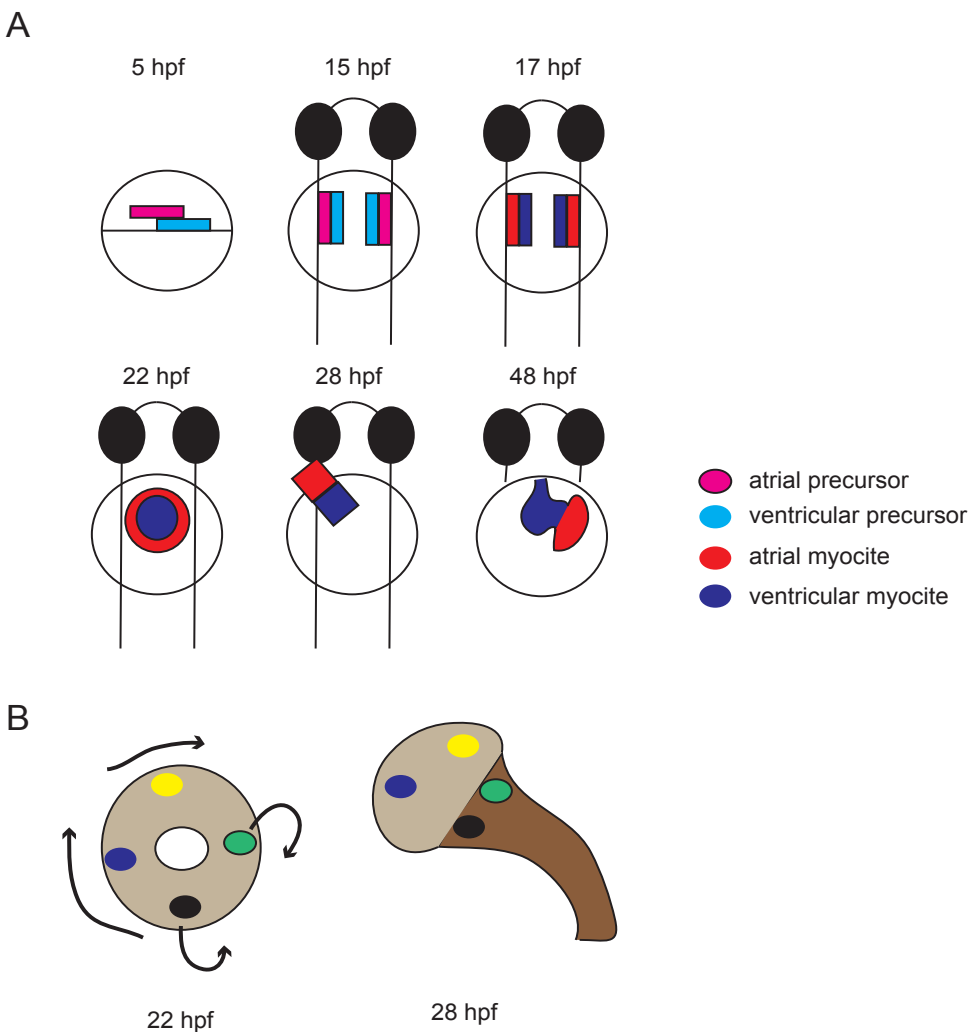 A
5 hpf
15 hpf
17 hpf
22 hpf
28 hpf
48 hpf
atrial precursor
ventricular precursor
atrial myocite
ventricular myocite
B
22 hpf
28 hpf